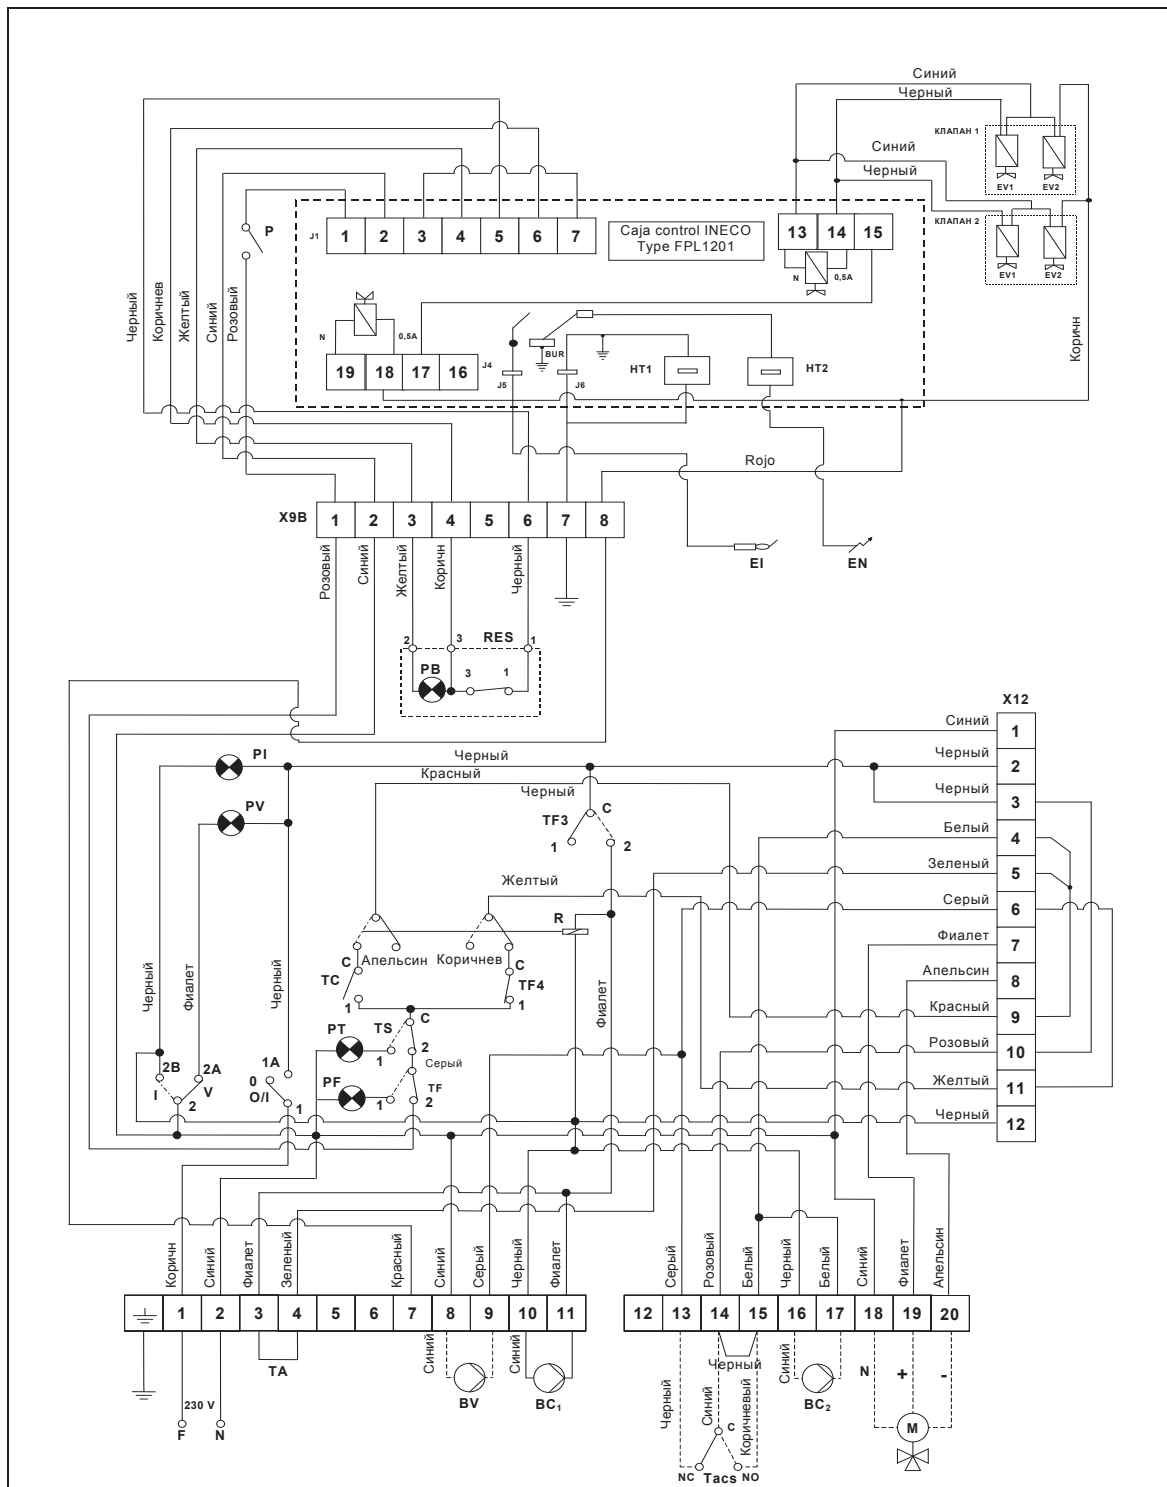 Синий
Черный
КЛАПАН 1
EV1 EV2
Синий
Черный
КЛАПАН 2
EV1 EV2
Коричн
P
Черный
Коричнев
Желтый
Синий
Розовый
J1 1 2 3 4 5 6 7
Caja control INECO
Type FPL1201
13 14 15
N 0,5A
N 0,5A
19 18 17 16 J4
J5
BUR
J6
HT1
HT2
Rojo
X9B 1 2 3 4 5 6 7 8
EI
EN
Розовый
Синий
Желтый
Коричн
Черный
2 3 RES 1
PB 3 1
X12
Синий 1
Черный 2
Черный 3
Белый 4
Зеленый 5
Серый 6
Фиалет 7
Апельсин 8
Красный 9
Розовый 10
Желтый 11
Черный 12
PI
PV
Черный
Красный
Черный
C
TF3
1 2
Желтый
R
C Апельсин Коричнев C
TC TF4
1 1
Черный
Фиалет
Черный
Фиалет
PT TS C
1 2
Серый
PF TF
1 2
2B 2A
I 2 V
1A
0
O/I 1
Коричн
Синий
Фиалет
Зеленый
Красный
Синий
Серый
Черный
Фиалет
Серый
Розовый
Белый
Черный
Белый
Синий
Фиалет
Апельсин
1 2 3 4 5 6 7 8 9 10 11
12 13 14 15 16 17 18 19 20
TA
230 V
F N
Синий
BV
Синий
BC1
Черный
Черный
Синий
Коричневый
C
NC Tacs NO
Синий
BC2
N + -
M